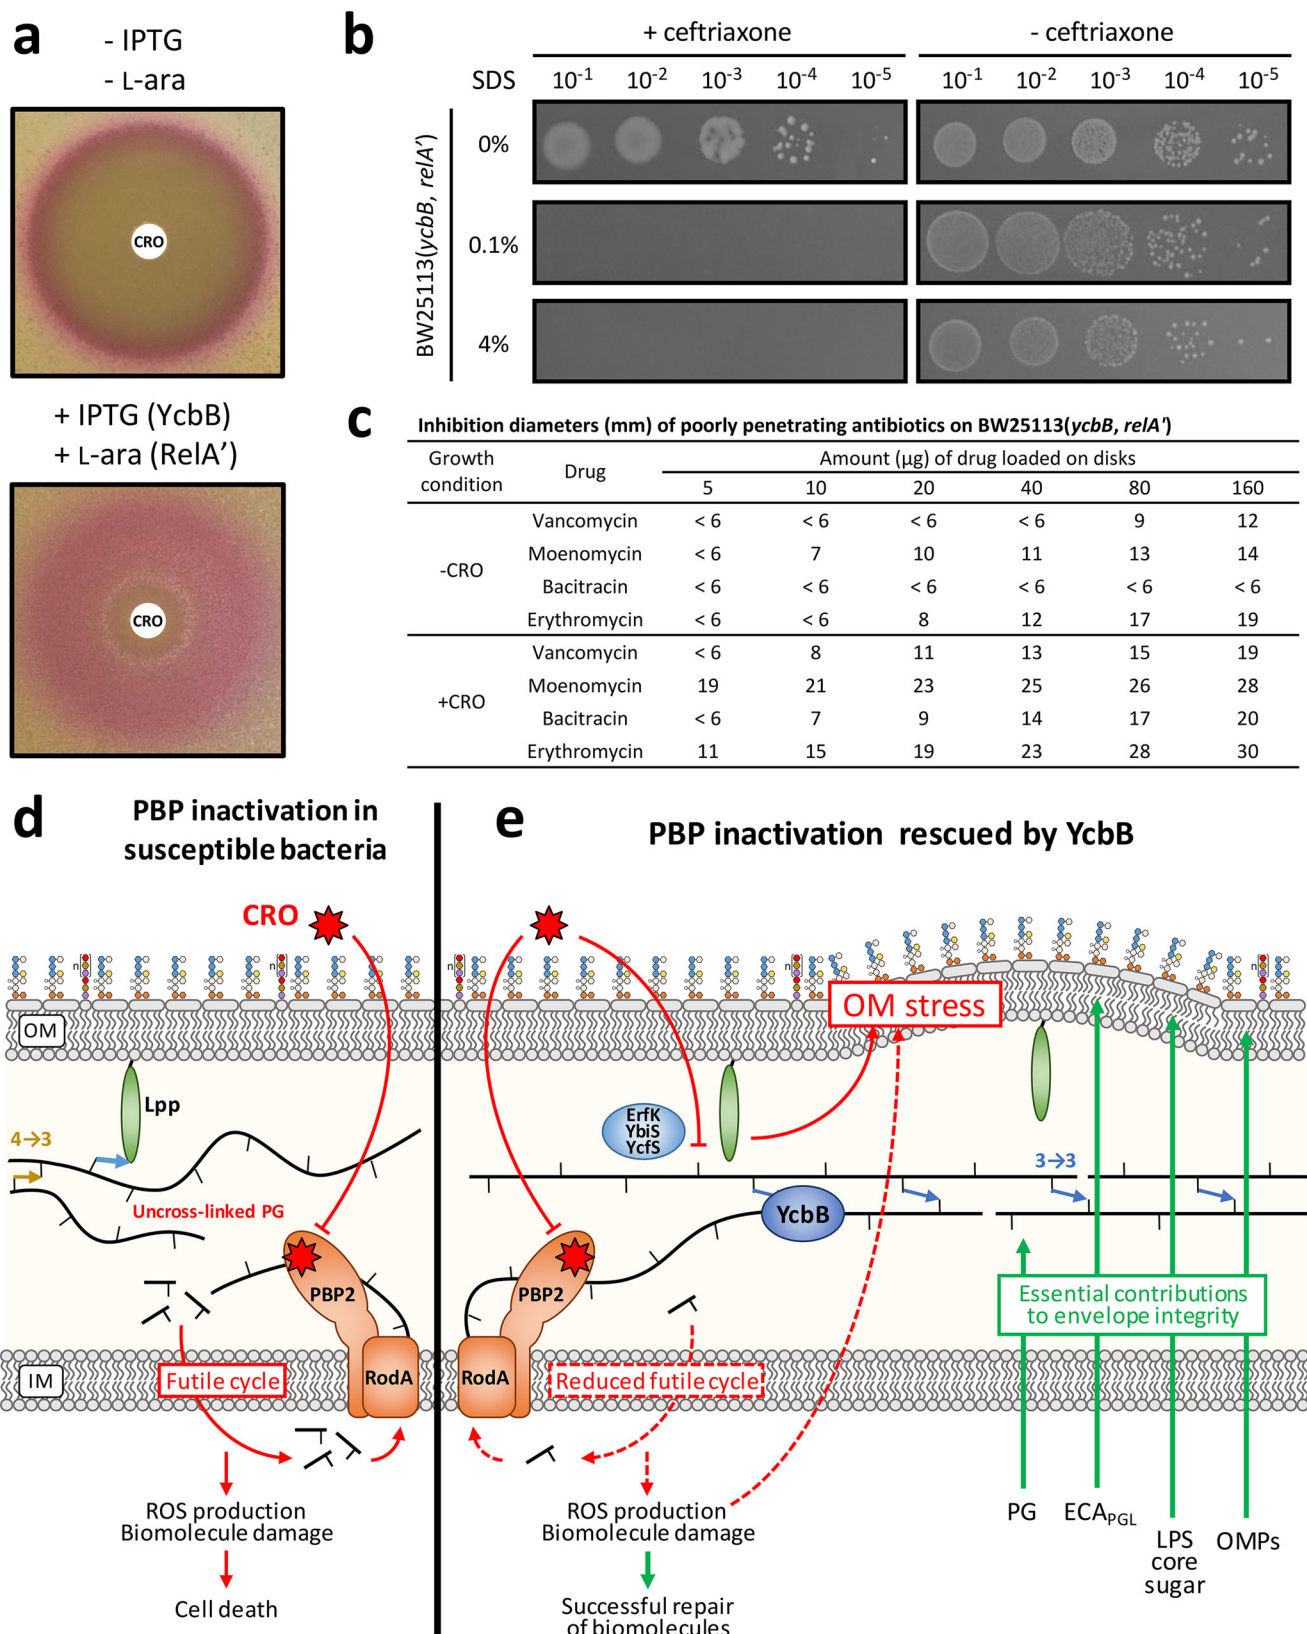 a
- IPTG
- L-ara
CRO
+ IPTG (YcbB)
+ L-ara (RelA’)
CRO
b
+ ceftriaxone
- ceftriaxone
SDS
10-1 10-2 10-3 10-4 10-5 10-1 10-2 10-3 10-4 10-5
BW25113(ycbB, relA’)
0%
0.1%
4%
c
Inhibition diameters (mm) of poorly penetrating antibiotics on BW25113(ycbB, relA’)
Growth condition Drug Amount (µg) of drug loaded on disks
5 10 20 40 80 160
-CRO
Vancomycin < 6 < 6 < 6 < 6 9 12
Moenomycin < 6 7 10 11 13 14
Bacitracin < 6 < 6 < 6 < 6 < 6 < 6
Erythromycin < 6 < 6 8 12 17 19
+CRO
Vancomycin < 6 8 11 13 15 19
Moenomycin 19 21 23 25 26 28
Bacitracin < 6 7 9 14 17 20
Erythromycin 11 15 19 23 28 30
d
PBP inactivation in
susceptible bacteria
CRO
n
n
OM
Lpp
4→3
Uncross-linked PG
PBP2
RodA
IM
Futile cycle
ROS production
Biomolecule damage
Cell death
e
PBP inactivation rescued by YcbB
n
n
n
OM stress
ErfK
YbiS
YcfS
3→3
YcbB
PBP2
RodA
Reduced futile cycle
Essential contributions
to envelope integrity
ROS production
Biomolecule damage
Successful repair
of biomolecules
PG
ECAPGL
LPS
core
sugar
OMPs